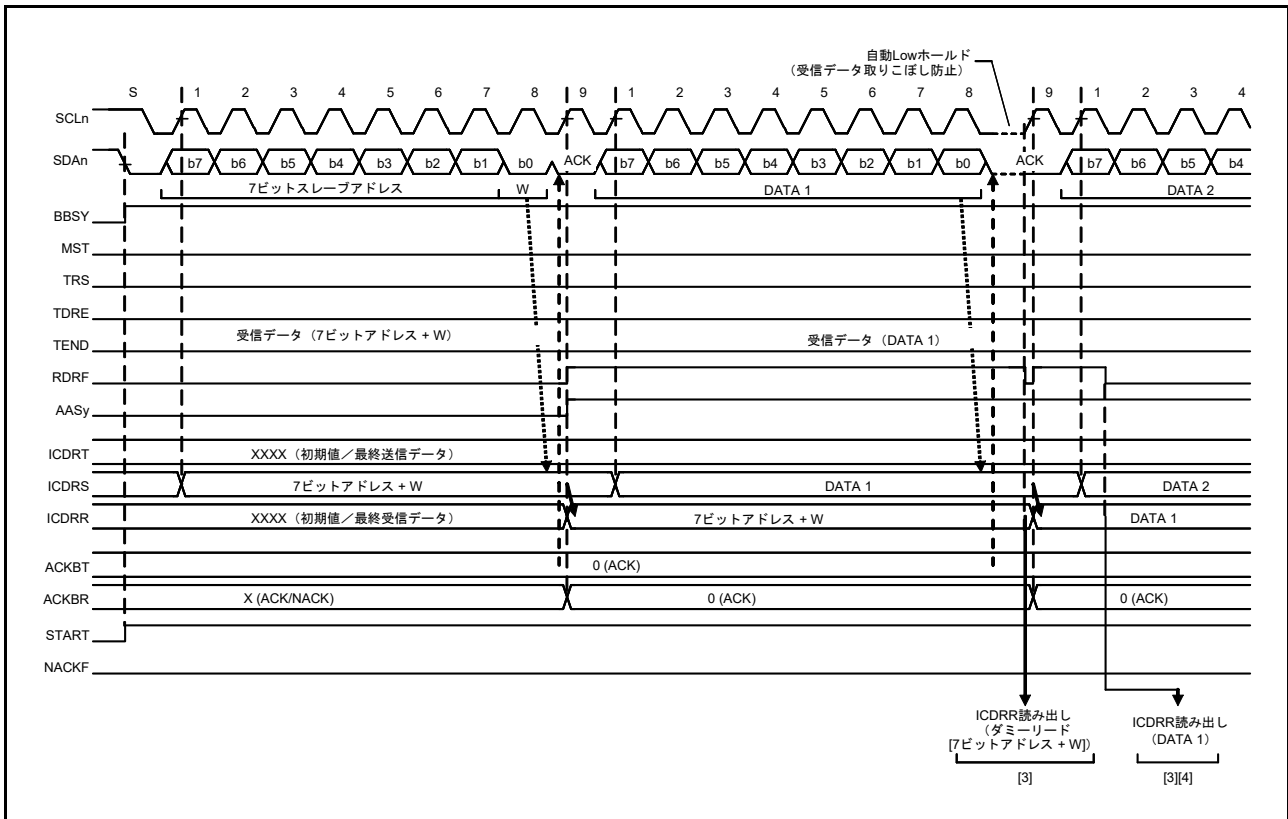 自動Lowホールド
（受信データ取りこぼし防止）
S 1 2 3 4 5 6 7 8 9 1 2 3 4 5 6 7 8 9 1 2 3 4
SCLn
SDAn b7 b6 b5 b4 b3 b2 b1 b0 ACK b7 b6 b5 b4 b3 b2 b1 b0 ACK b7 b6 b5 b4
7ビットスレーブアドレス W DATA 1 DATA 2
BBSY
MST
TRS
TDRE
受信データ（7ビットアドレス + W） 受信データ（DATA 1）
TEND
RDRF
AASy
ICDRT XXXX（初期値／最終送信データ）
ICDRS 7ビットアドレス + W DATA 1 DATA 2
ICDRR XXXX（初期値／最終受信データ） 7ビットアドレス + W DATA 1
ACKBT 0 (ACK)
ACKBR X (ACK/NACK) 0 (ACK) 0 (ACK)
START
NACKF
ICDRR読み出し
（ダミーリード
[7ビットアドレス + W]）
[3]
ICDRR読み出し
（DATA 1）
[3][4]